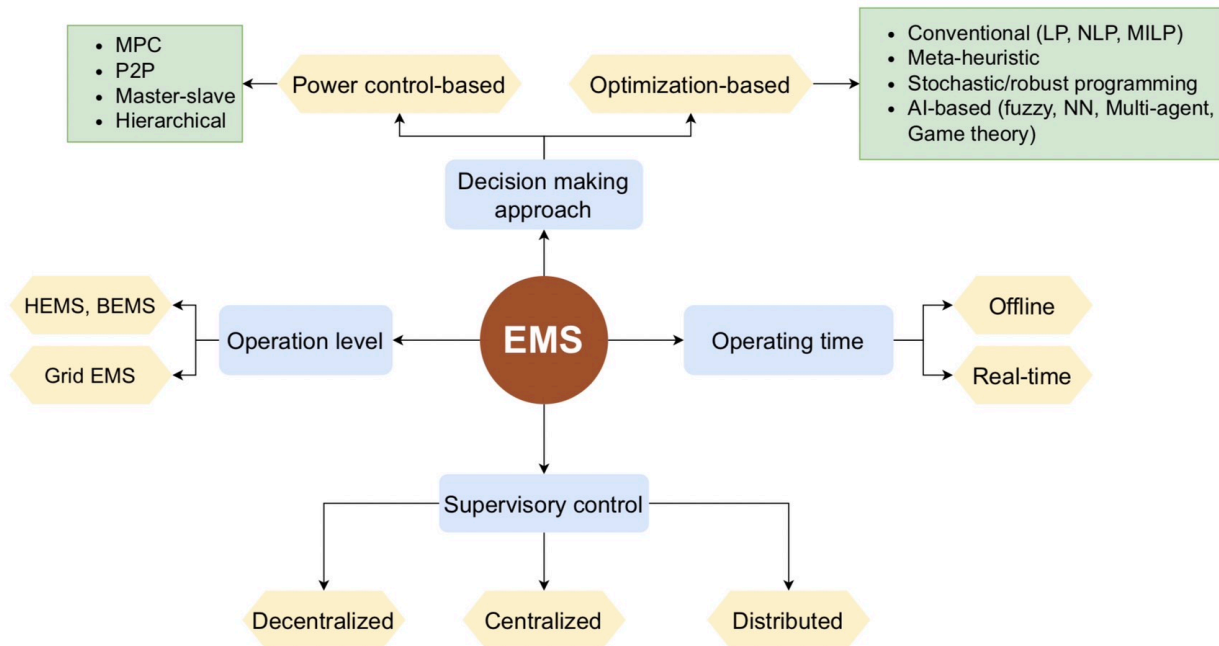 • MPC
• P2P
• Master-slave
• Hierarchical
Power control-based
Optimization-based
• Conventional (LP, NLP, MILP)
• Meta-heuristic
• Stochastic/robust programming
• AI-based (fuzzy, NN, Multi-agent,
Game theory)
Decision making
approach
HEMS, BEMS
Grid EMS
Operation level
EMS
Operating time
Offline
Real-time
Supervisory control
Decentralized
Centralized
Distributed